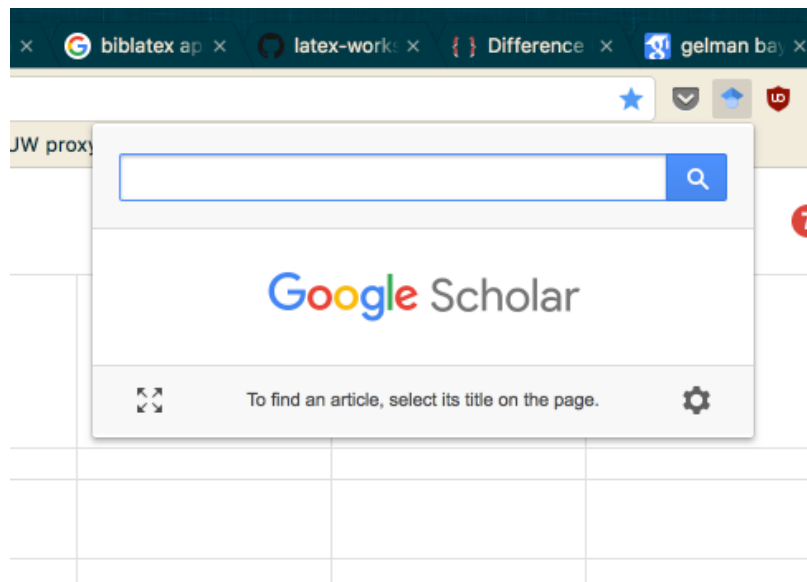 biblatex ap
latex-works
Difference
gelman bay
UW proxy
Google Scholar
To find an article, select its title on the page.